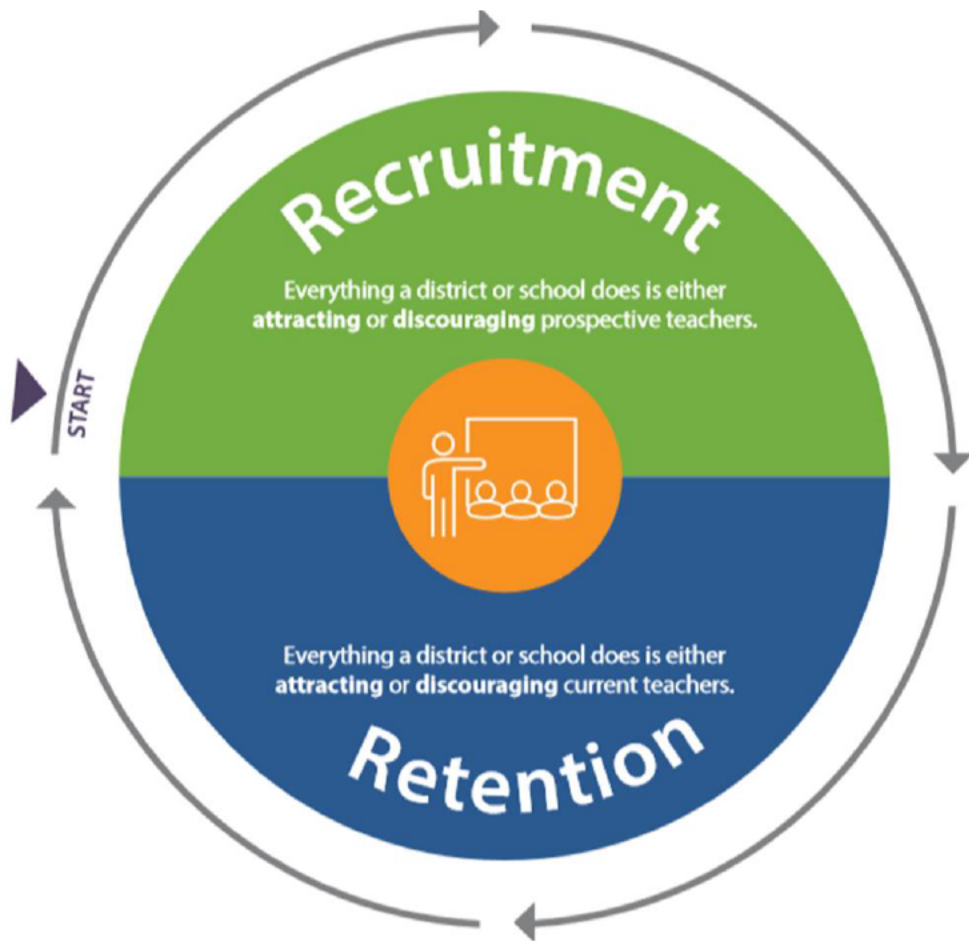 Recruitment
Everything a district or school does is either
attracting or discouraging prospective teachers.
START
Everything a district or school does is either
attracting or discouraging current teachers.
Retention